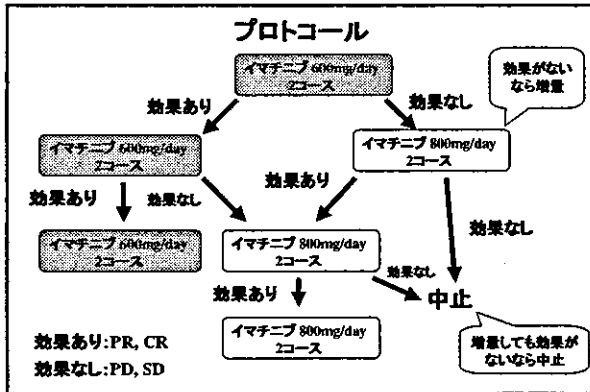 プロトコール
イマチニブ 600mg/day
2コース
効果がない
なら増量
効果あり
効果なし
イマチニブ 600mg/day
2コース
イマチニブ 800mg/day
2コース
効果あり
効果なし
効果あり
効果なし
イマチニブ 600mg/day
2コース
イマチニブ 800mg/day
2コース
効果なし
中止
効果あり
効果あり:PR, CR
効果なし:PD, SD
イマチニブ 800mg/day
2コース
増量しても効果が
ないなら中止